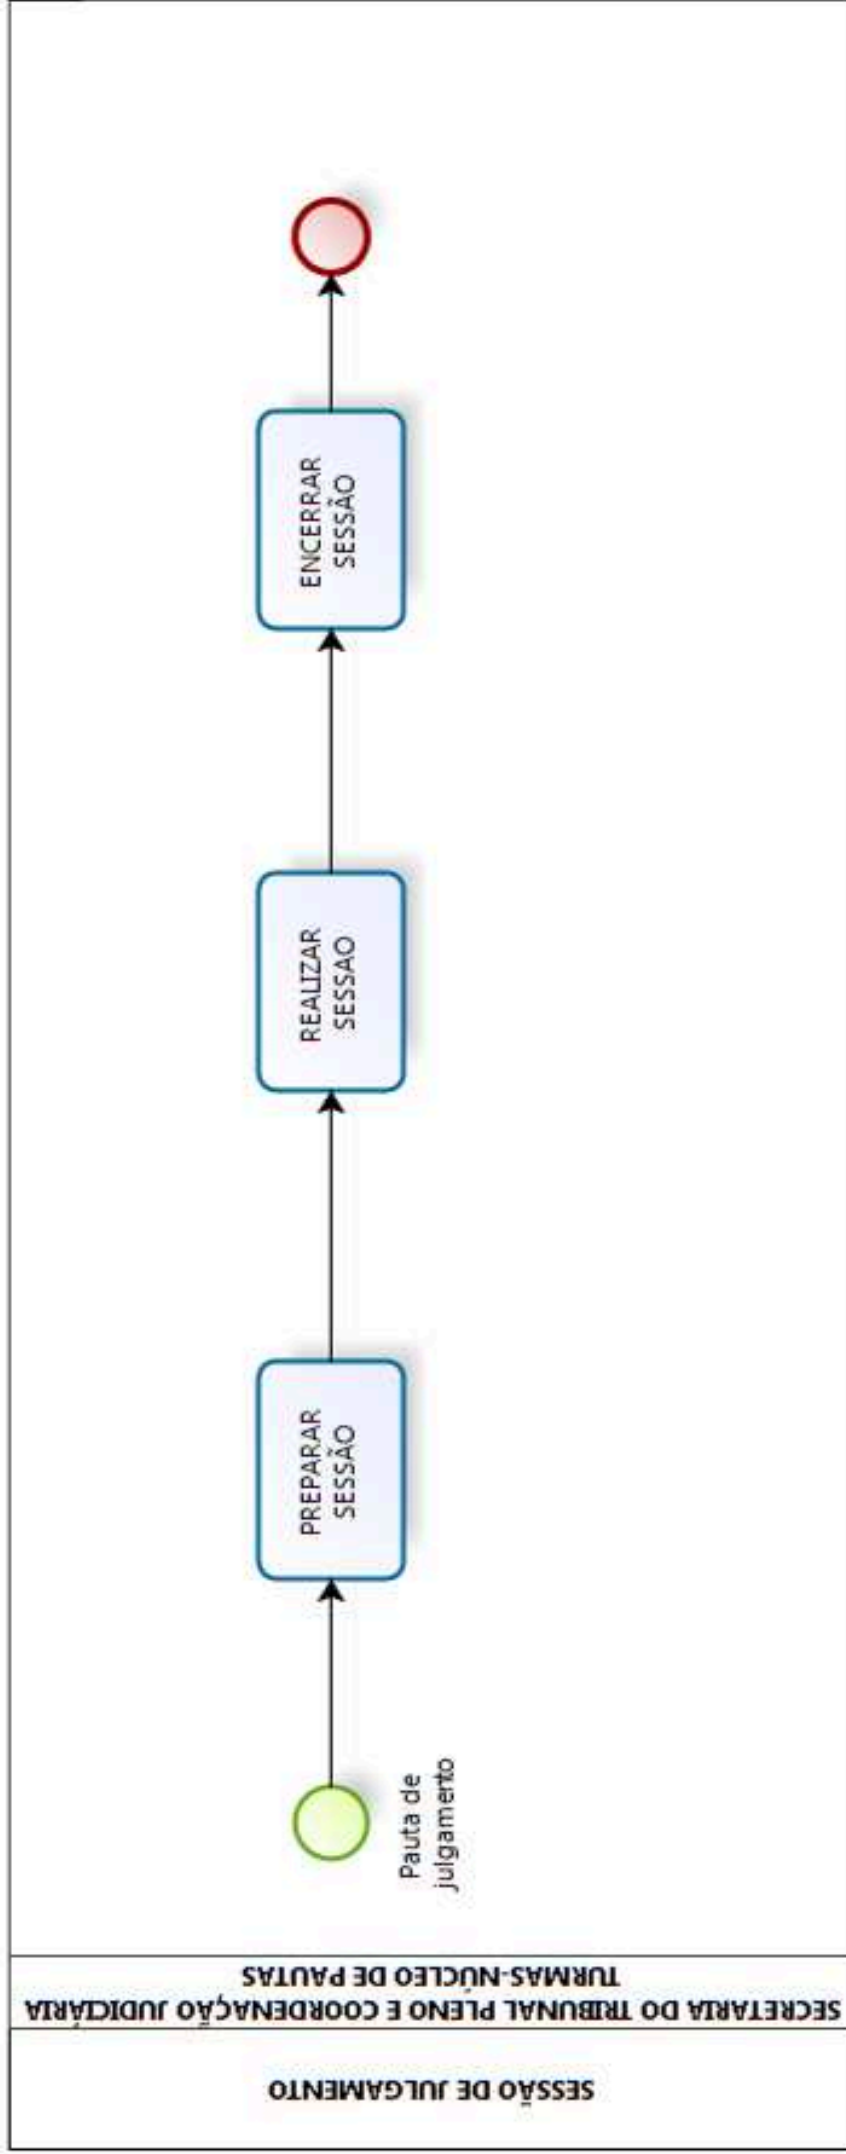 SESSÃO DE JULGAMENTO
SECRETARIA DO TRIBUNAL PLENO E COORDENAÇÃO JUDICIÁRIA
TURMAS-NÚCLEO DE PAUTAS
Pauta de
julgamento
PREPARAR
SESSÃO
REALIZAR
SESSAO
ENCERRAR
SESSÃO